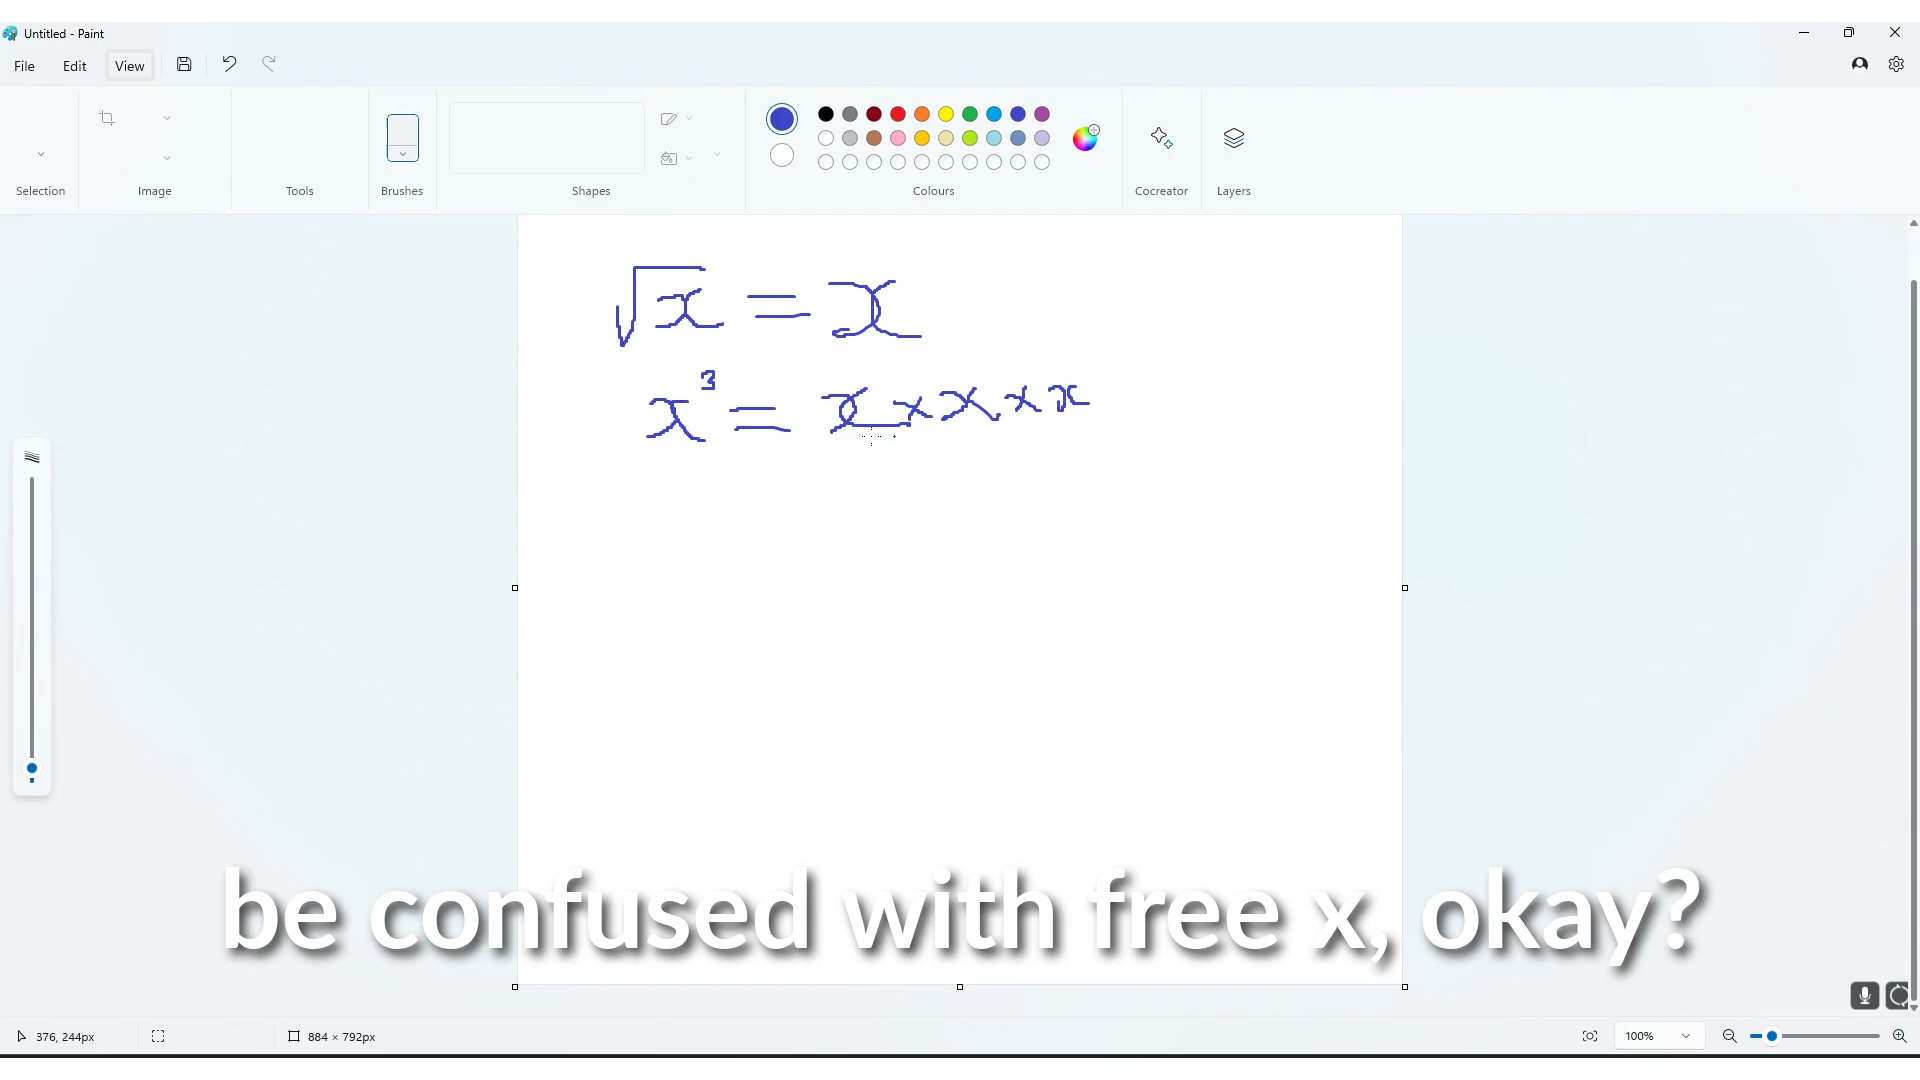 Untitled - Paint
File Edit View
Selection Image Tools Brushes Shapes Colours Cocreator Layers
√x = x
x³ = x × x × x
be confused with free x, okay?
376, 244px 884 × 792px 100%